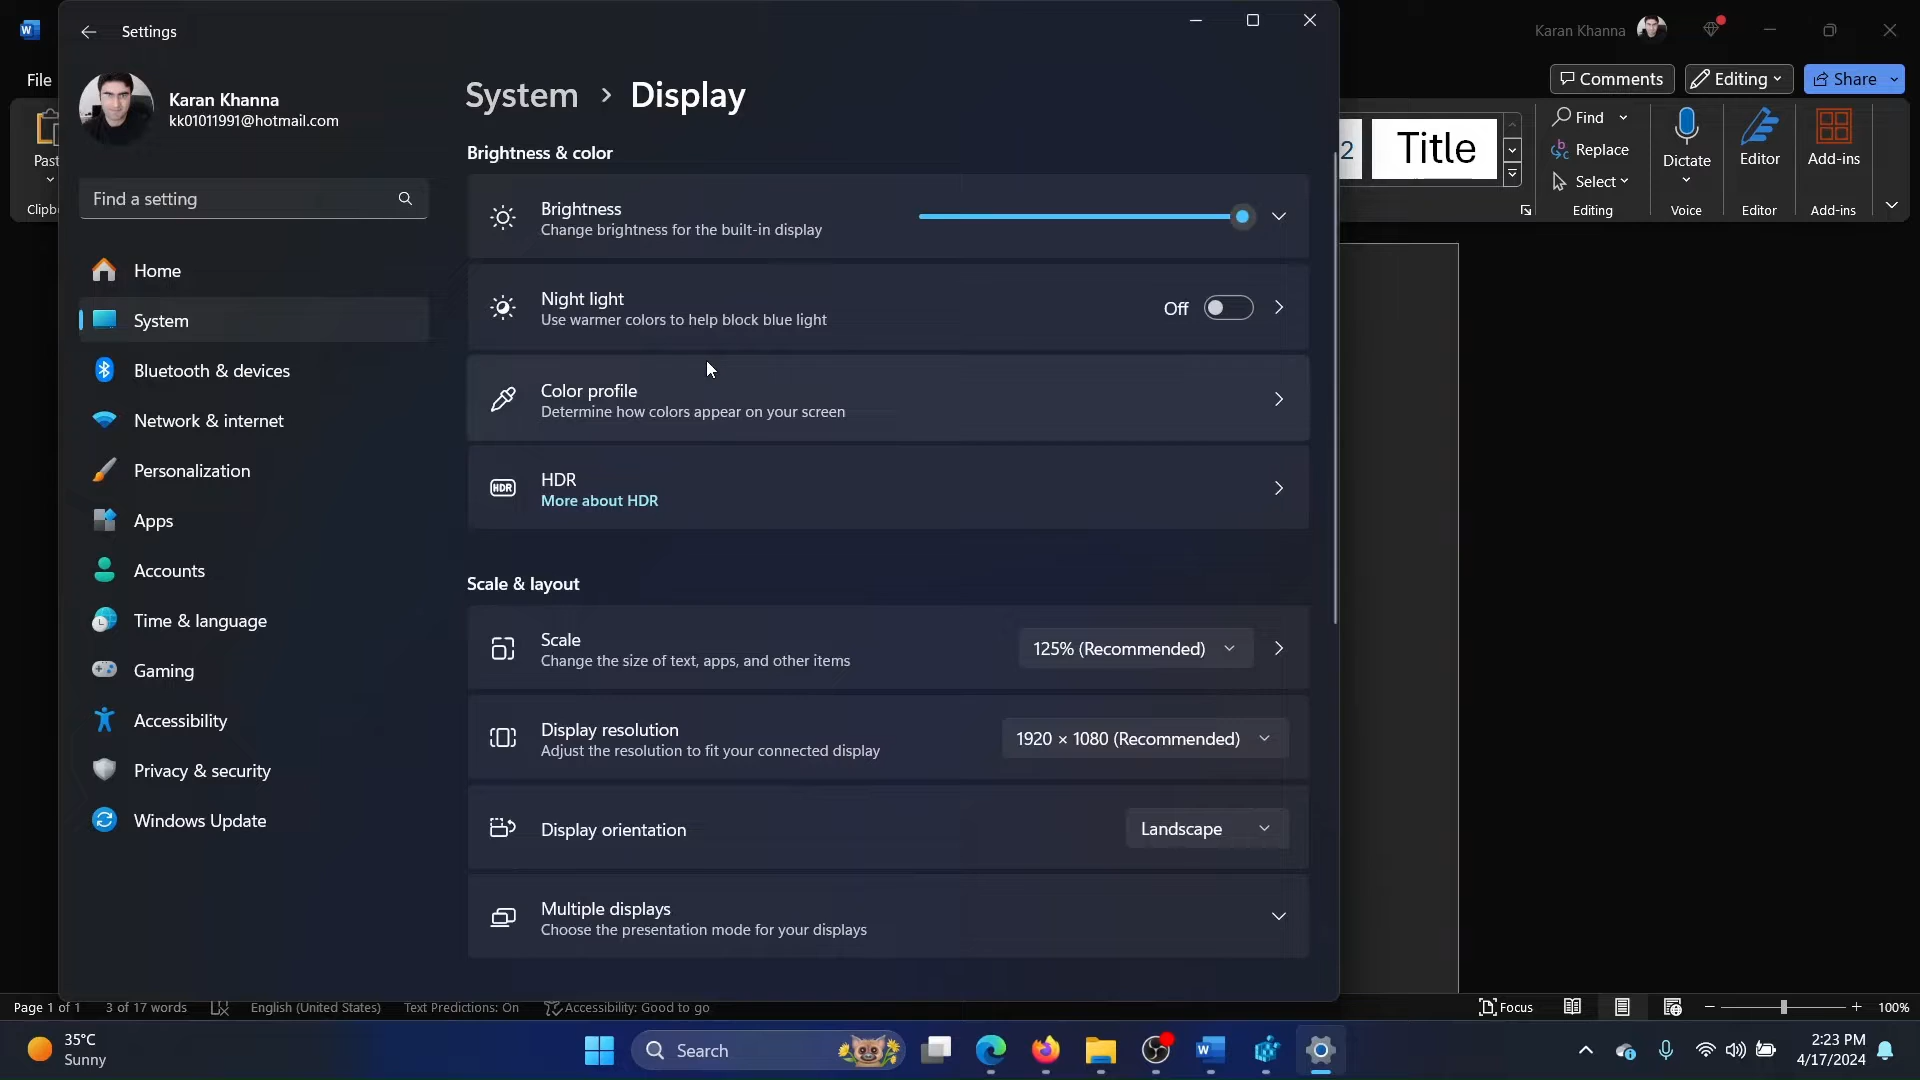 Settings
Karan Khanna
kk01011991@hotmail.com
Find a setting
Home
System
Bluetooth & devices
Network & internet
Personalization
Apps
Accounts
Time & language
Gaming
Accessibility
Privacy & security
Windows Update
System > Display
Brightness & color
Brightness
Change brightness for the built-in display
Night light
Use warmer colors to help block blue light
Off
Color profile
Determine how colors appear on your screen
HDR
HDR
More about HDR
Scale & layout
Scale
Change the size of text, apps, and other items
125% (Recommended)
Display resolution
Adjust the resolution to fit your connected display
1920 × 1080 (Recommended)
Display orientation
Landscape
Multiple displays
Choose the presentation mode for your displays
W
File
Past
Clipb
Karan Khanna
Comments
Editing
Share
2
Title
Find
Replace
Select
Editing
Dictate
Voice
Editor
Editor
Add-ins
Add-ins
Page 1 of 1
3 of 17 words
English (United States)
Text Predictions: On
Accessibility: Good to go
Focus
100%
35°C
Sunny
Search
W
2:23 PM
4/17/2024